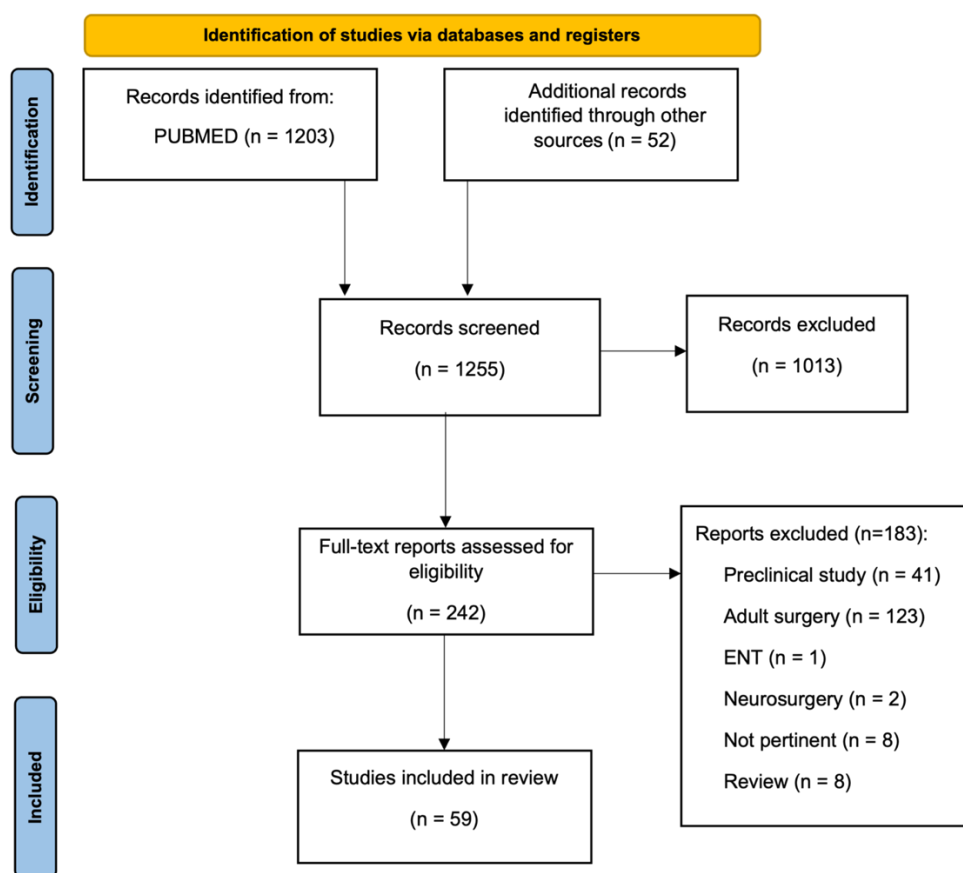 Identification of studies via databases and registers
Identification
Records identified from:
PUBMED (n = 1203)
Additional records
identified through other
sources (n = 52)
Screening
Records screened
(n = 1255)
Records excluded
(n = 1013)
Eligibility
Full-text reports assessed for
eligibility
(n = 242)
Reports excluded (n=183):
Preclinical study (n = 41)
Adult surgery (n = 123)
ENT (n = 1)
Neurosurgery (n = 2)
Not pertinent (n = 8)
Review (n = 8)
Included
Studies included in review
(n = 59)